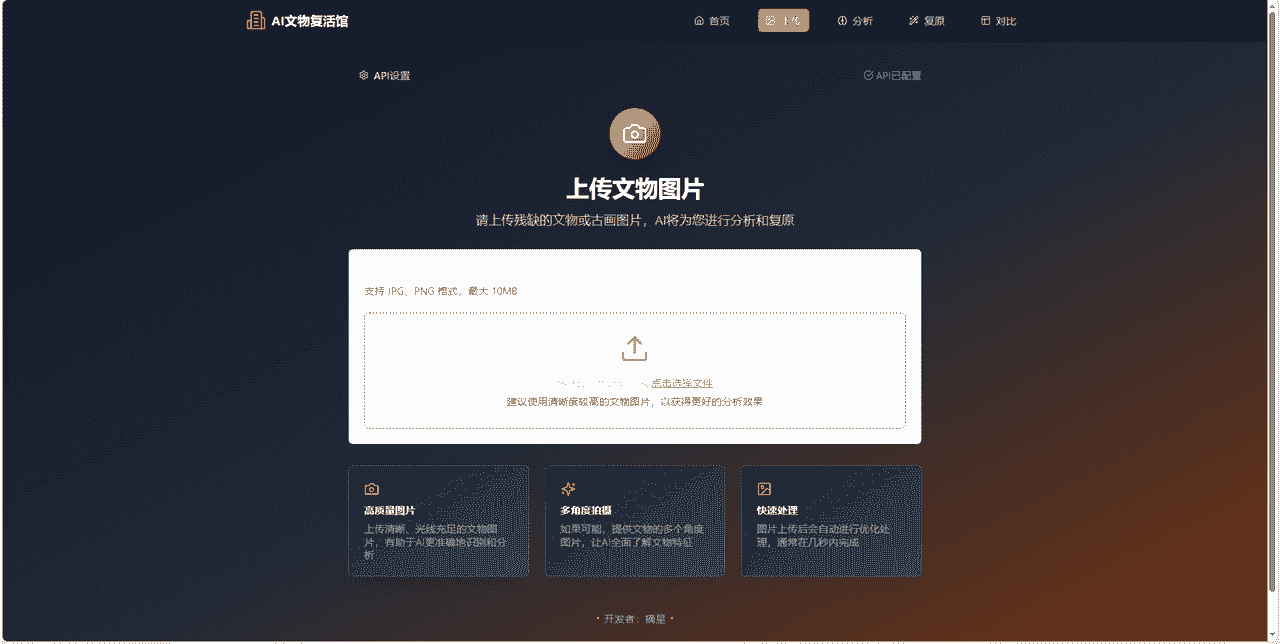 AI文物复活馆
首页
上传
分析
复原
对比
API设置
API已配置
上传文物图片
请上传残缺的文物或古画图片，AI将为您进行分析和复原
支持 JPG、PNG 格式，最大 10MB
点击选择文件
建议使用清晰度较高的文物图片，以获得更好的分析效果
高质量图片
上传清晰、光线充足的文物图
片，有助于AI更准确地识别和分
析
多角度拍摄
如果可能，提供文物的多个角度
图片，让AI全面了解文物特征
快速处理
图片上传后会自动进行优化处
理，通常在几秒内完成
• 开发者：摘星 •